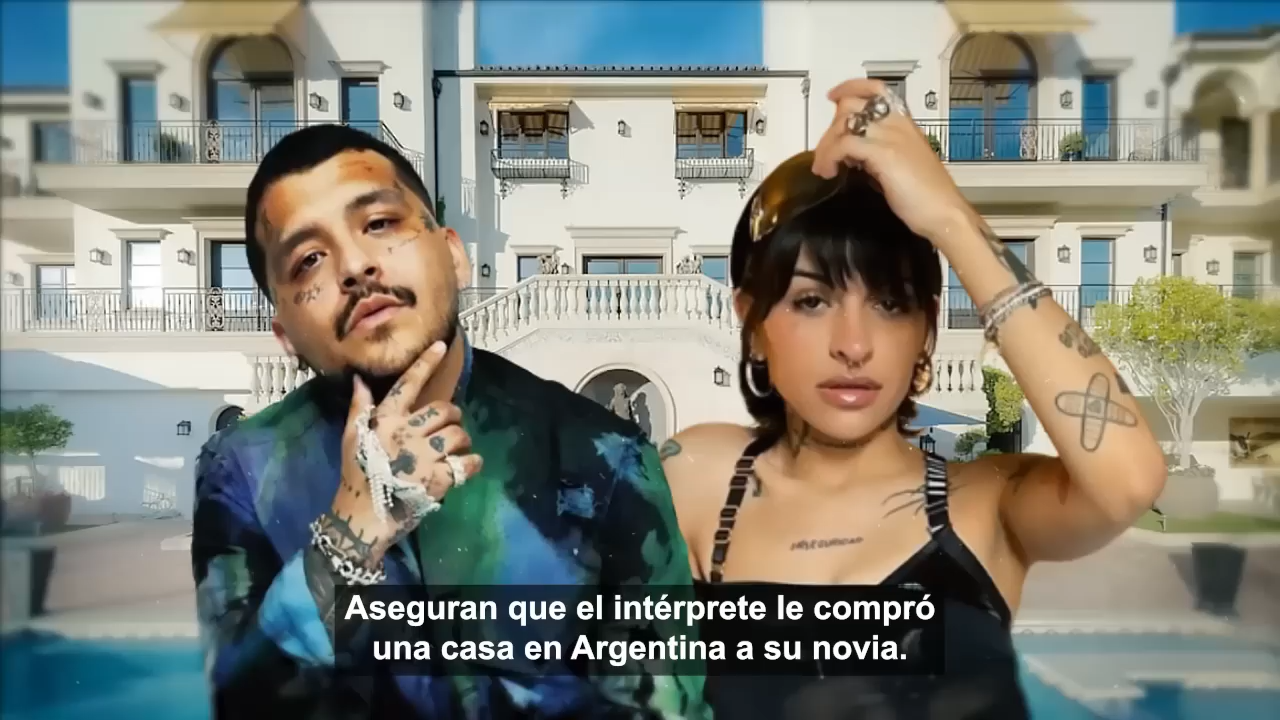 Aseguran que el intérprete le compró
una casa en Argentina a su novia.